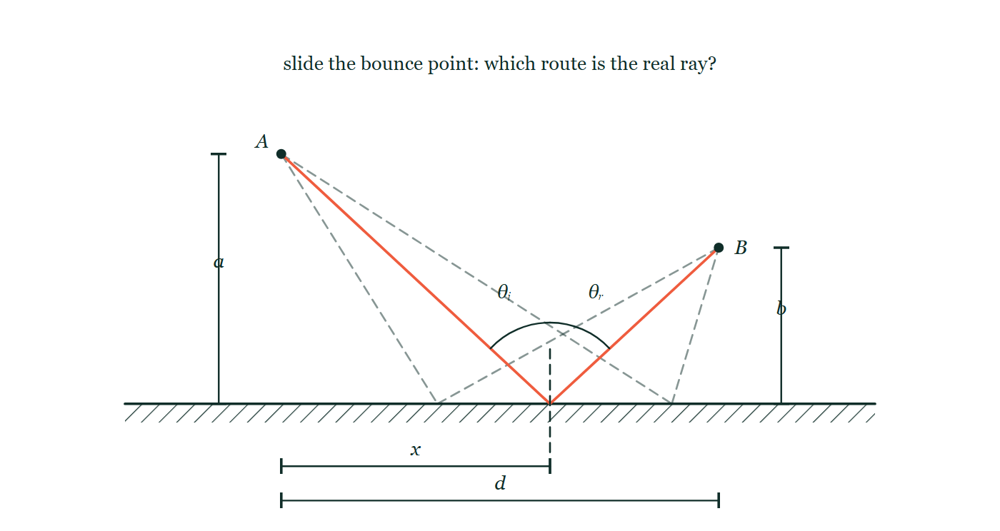 slide the bounce point: which route is the real ray?
A
B
a
θᵢ
θᵣ
b
x
d